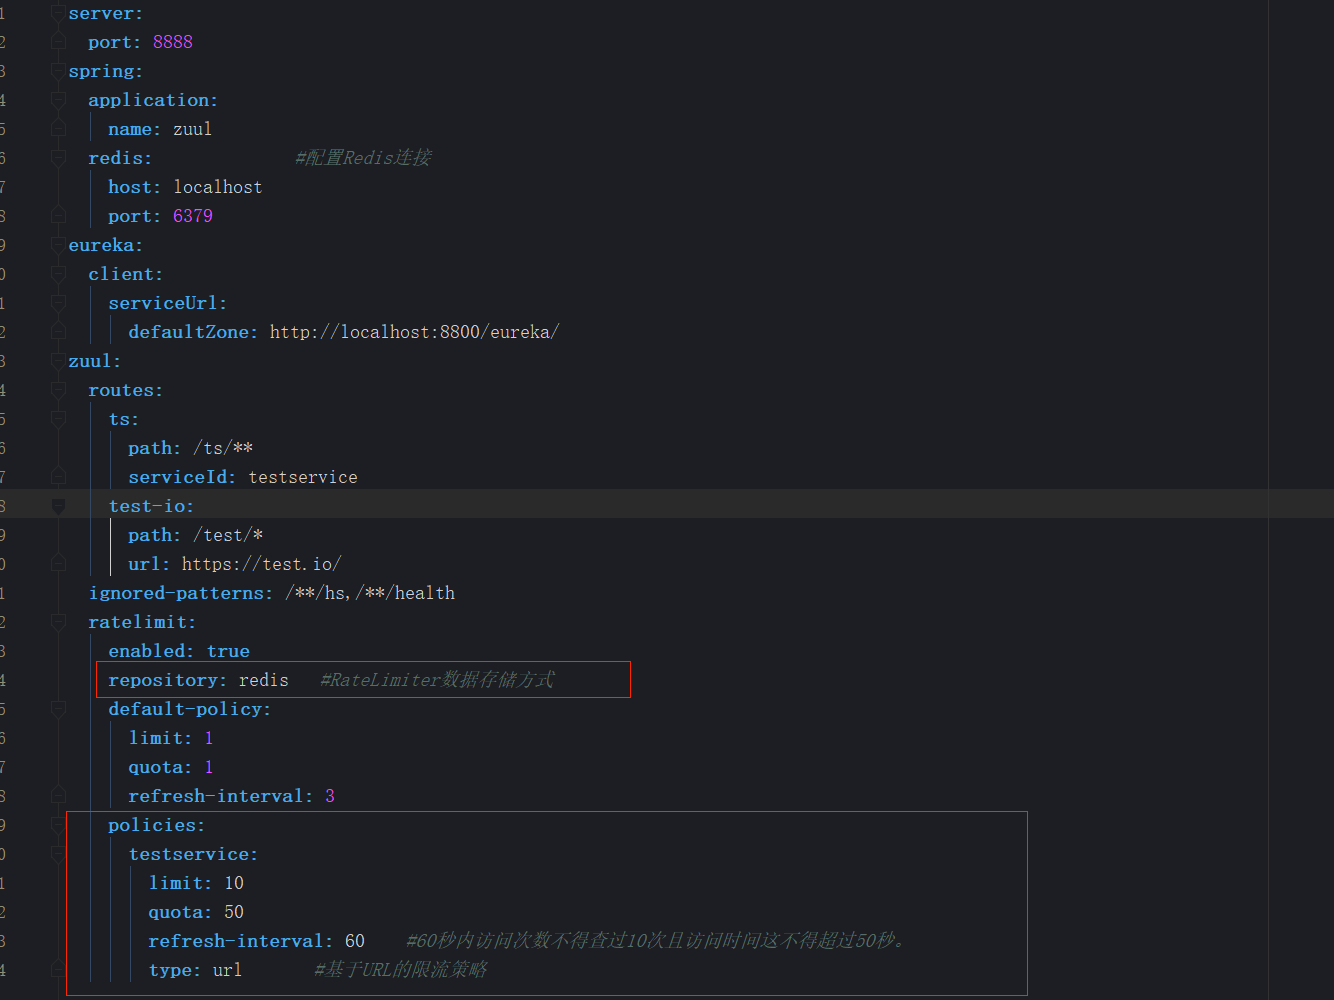 1 server:
2 port: 8888
3 spring:
4 application:
5 name: zuul
6 redis: #配置Redis连接
7 host: localhost
8 port: 6379
9 eureka:
0 client:
1 serviceUrl:
2 defaultZone: http://localhost:8800/eureka/
3 zuul:
4 routes:
5 ts:
6 path: /ts/**
7 serviceId: testservice
8 test-io:
9 path: /test/*
0 url: https://test.io/
1 ignored-patterns: /**/hs,/**/health
2 ratelimit:
3 enabled: true
4 repository: redis #RateLimiter数据存储方式
5 default-policy:
6 limit: 1
7 quota: 1
8 refresh-interval: 3
9 policies:
0 testservice:
1 limit: 10
2 quota: 50
3 refresh-interval: 60 #60秒内访问次数不得查过10次且访问时间这不得超过50秒。
4 type: url #基于URL的限流策略